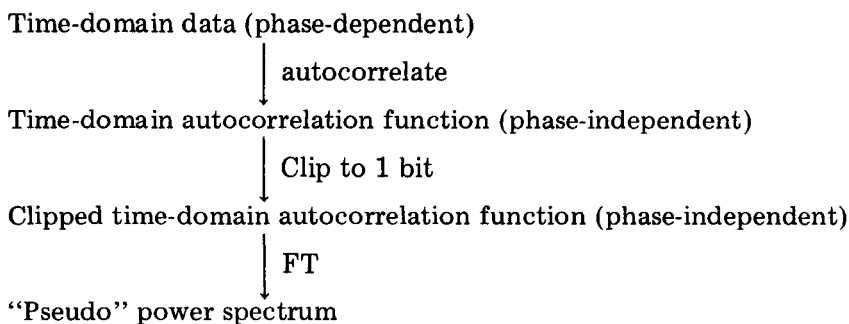 Time-domain data (phase-dependent)
autocorrelate
Time-domain autocorrelation function (phase-independent)
Clip to 1 bit
Clipped time-domain autocorrelation function (phase-independent)
FT
“Pseudo” power spectrum